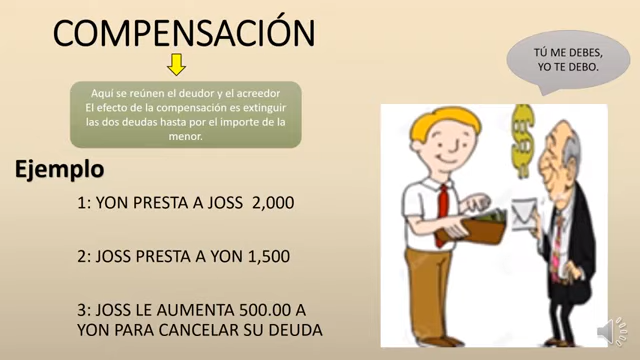 COMPENSACIÓN
TÚ ME DEBES,
YO TE DEBO.
Aquí se reúnen el deudor y el acreedor
El efecto de la compensación es extinguir
las dos deudas hasta por el importe de la
menor.
Ejemplo
1: YON PRESTA A JOSS 2,000
2: JOSS PRESTA A YON 1,500
3: JOSS LE AUMENTA 500.00 A
YON PARA CANCELAR SU DEUDA
$